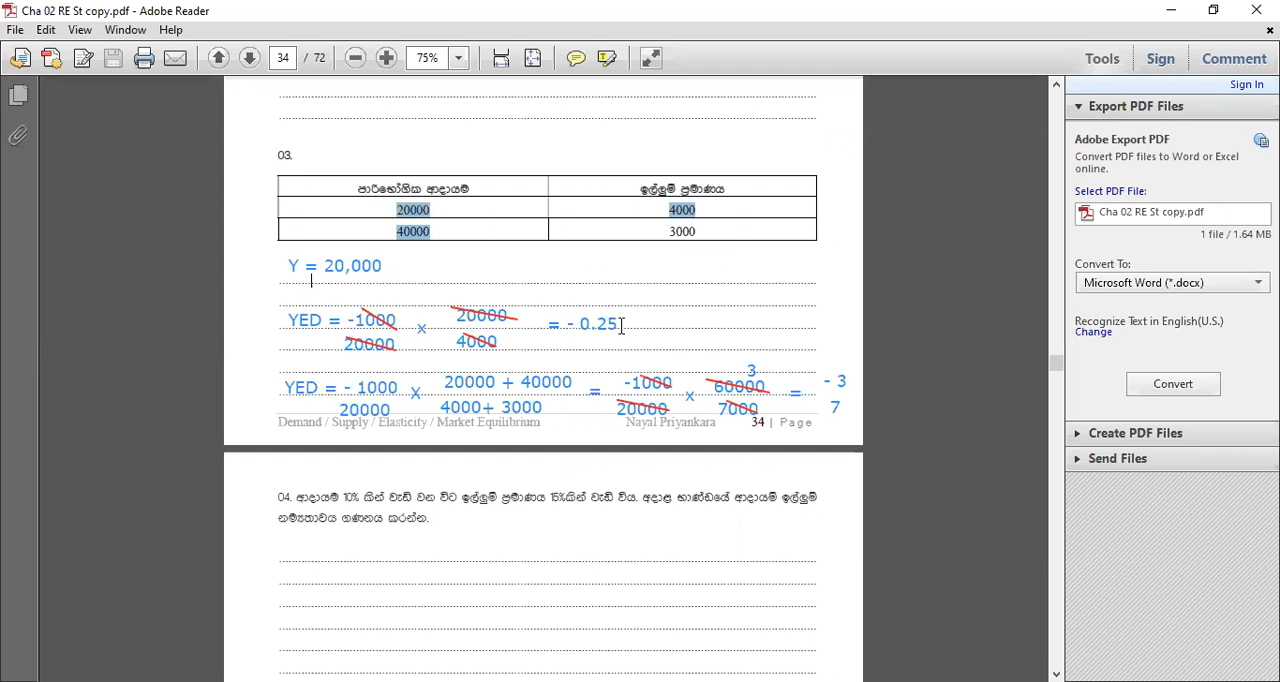 Cha 02 RE St copy.pdf - Adobe Reader
File Edit View Window Help
34 / 72 75% Tools Sign Comment
Sign In
Export PDF Files
Adobe Export PDF
Convert PDF files to Word or Excel
online.
Select PDF File:
Cha 02 RE St copy.pdf
1 file / 1.64 MB
Convert To:
Microsoft Word (*.docx)
Recognize Text in English(U.S.)
Change
Convert
Create PDF Files
Send Files
03.
පාරිභෝගික ආදායම ඉල්ලුම් ප්‍රමාණය
20000 4000
40000 3000
Y = 20,000
YED = -1000 x 20000 = - 0.25
20000 4000
3
YED = - 1000 x 20000 + 40000 = -1000 x 60000 = - 3
20000 4000+ 3000 20000 7000 7
Demand / Supply / Elasticity / Market Equilibrium Nayal Priyankara 34 | Page
04. ආදායම 10% කින් වැඩි වන විට ඉල්ලුම් ප්‍රමාණය 15%කින් වැඩි විය. අදාළ භාණ්ඩයේ ආදායම් ඉල්ලුම්
නම්‍යතාවය ගණනය කරන්න.